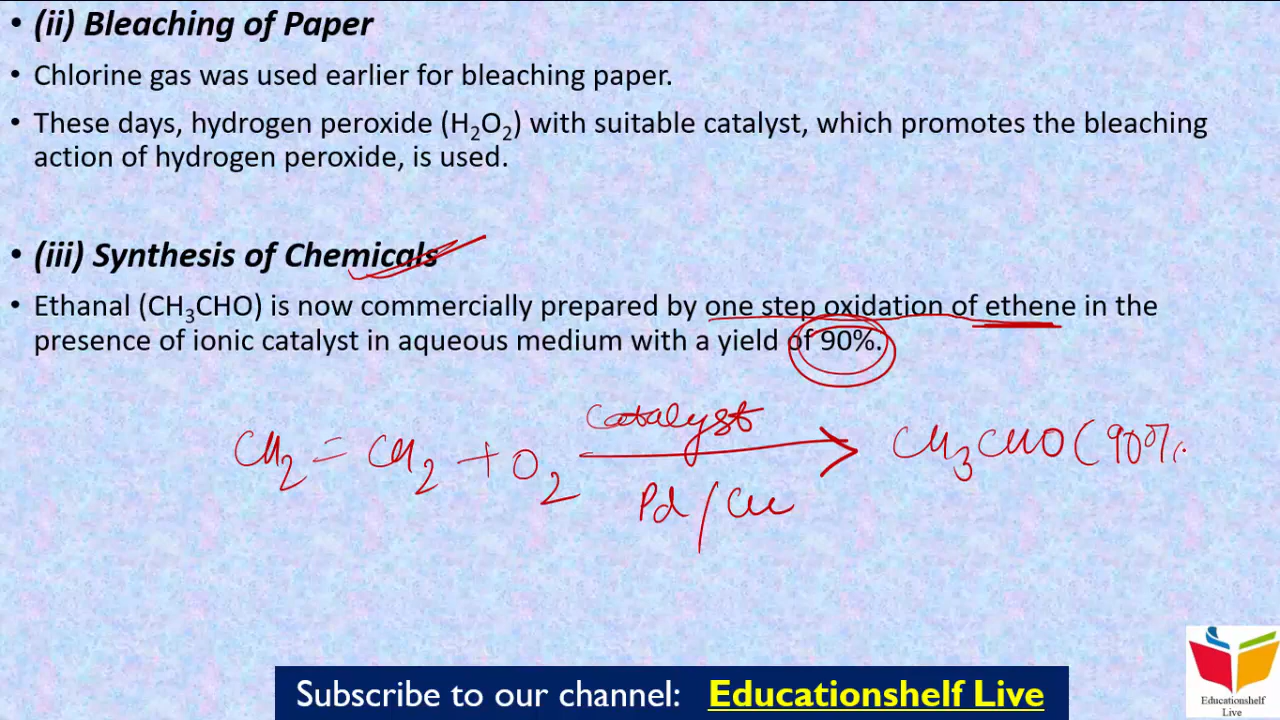 • (ii) Bleaching of Paper
• Chlorine gas was used earlier for bleaching paper.
• These days, hydrogen peroxide (H₂O₂) with suitable catalyst, which promotes the bleaching
action of hydrogen peroxide, is used.
• (iii) Synthesis of Chemicals
• Ethanal (CH₃CHO) is now commercially prepared by one step oxidation of ethene in the
presence of ionic catalyst in aqueous medium with a yield of 90%.
Catalyst
CH₂ = CH₂ + O₂ → CH₃CHO (90%
Pd/Cu
Subscribe to our channel: Educationshelf Live
Educationshelf
Live